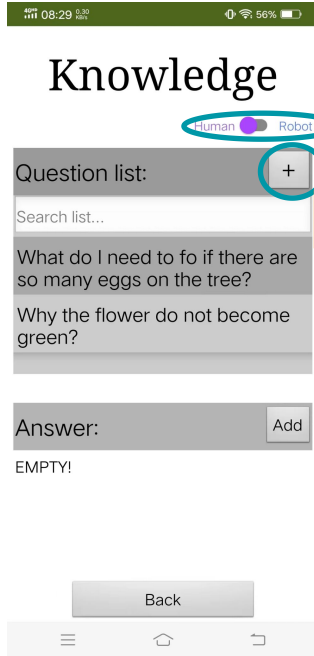 4G 08:29 0.30 KB/s 56%
Knowledge
Human Robot
Question list: +
Search list...
What do I need to fo if there are
so many eggs on the tree?
Why the flower do not become
green?
Answer: Add
EMPTY!
Back